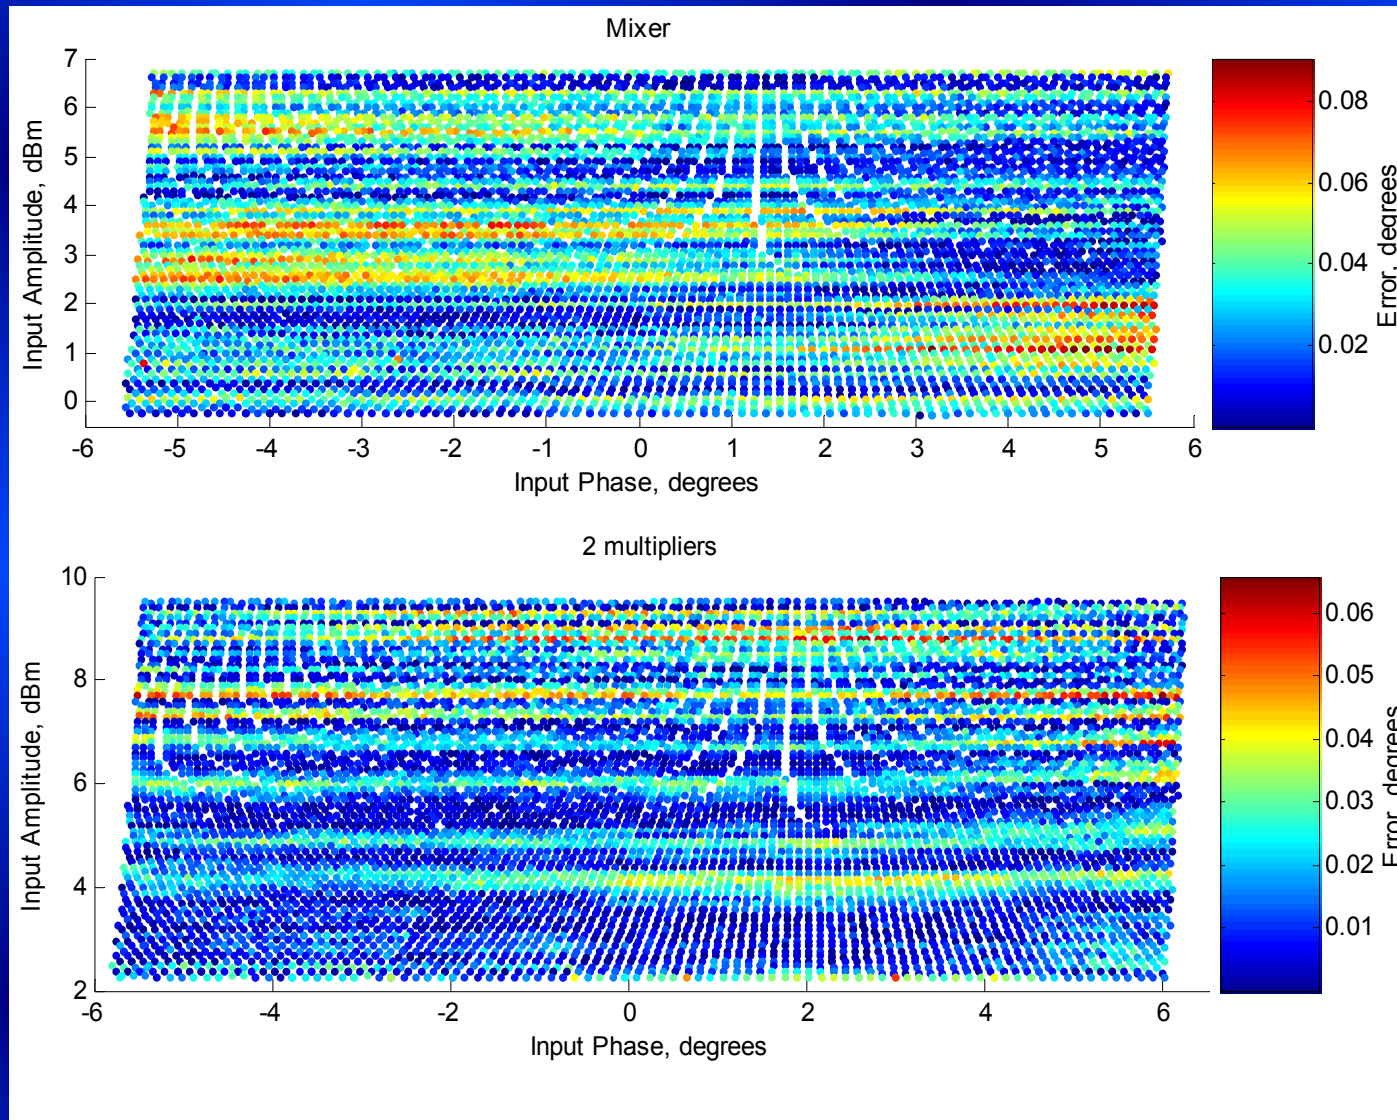 Mixer
7
6
5
4
3
2
1
0
Input Amplitude, dBm
-6 -5 -4 -3 -2 -1 0 1 2 3 4 5 6
Input Phase, degrees
0.08
0.06
0.04
0.02
Error, degrees
2 multipliers
10
8
6
4
2
Input Amplitude, dBm
-6 -4 -2 0 2 4 6
Input Phase, degrees
0.06
0.05
0.04
0.03
0.02
0.01
Error, degrees